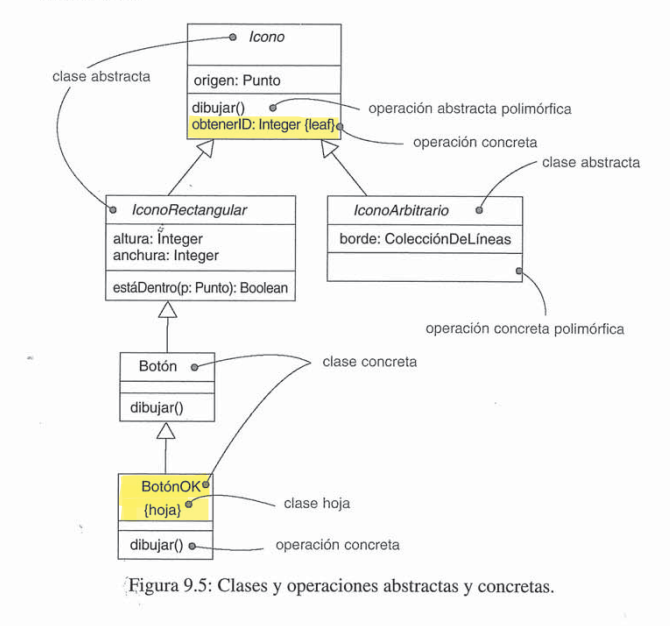 Icono
clase abstracta
origen: Punto
dibujar()
operación abstracta polimórfica
obtenerID: Integer {leaf}
operación concreta
clase abstracta
IconoRectangular
IconoArbitrario
altura: Integer
anchura: Integer
borde: ColecciónDeLíneas
estáDentro(p: Punto): Boolean
operación concreta polimórfica
Botón
clase concreta
dibujar()
BotónOK
{hoja}
clase hoja
dibujar()
operación concreta
Figura 9.5: Clases y operaciones abstractas y concretas.